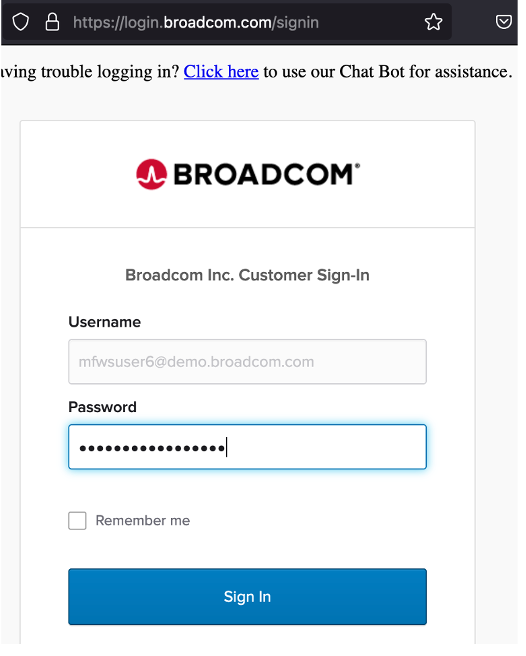 https://login.broadcom.com/signin
aving trouble logging in? Click here to use our Chat Bot for assistance.
BROADCOM®
Broadcom Inc. Customer Sign-In
Username
mfwsuser6@demo.broadcom.com
Password
•••••••••••••••••
Remember me
Sign In